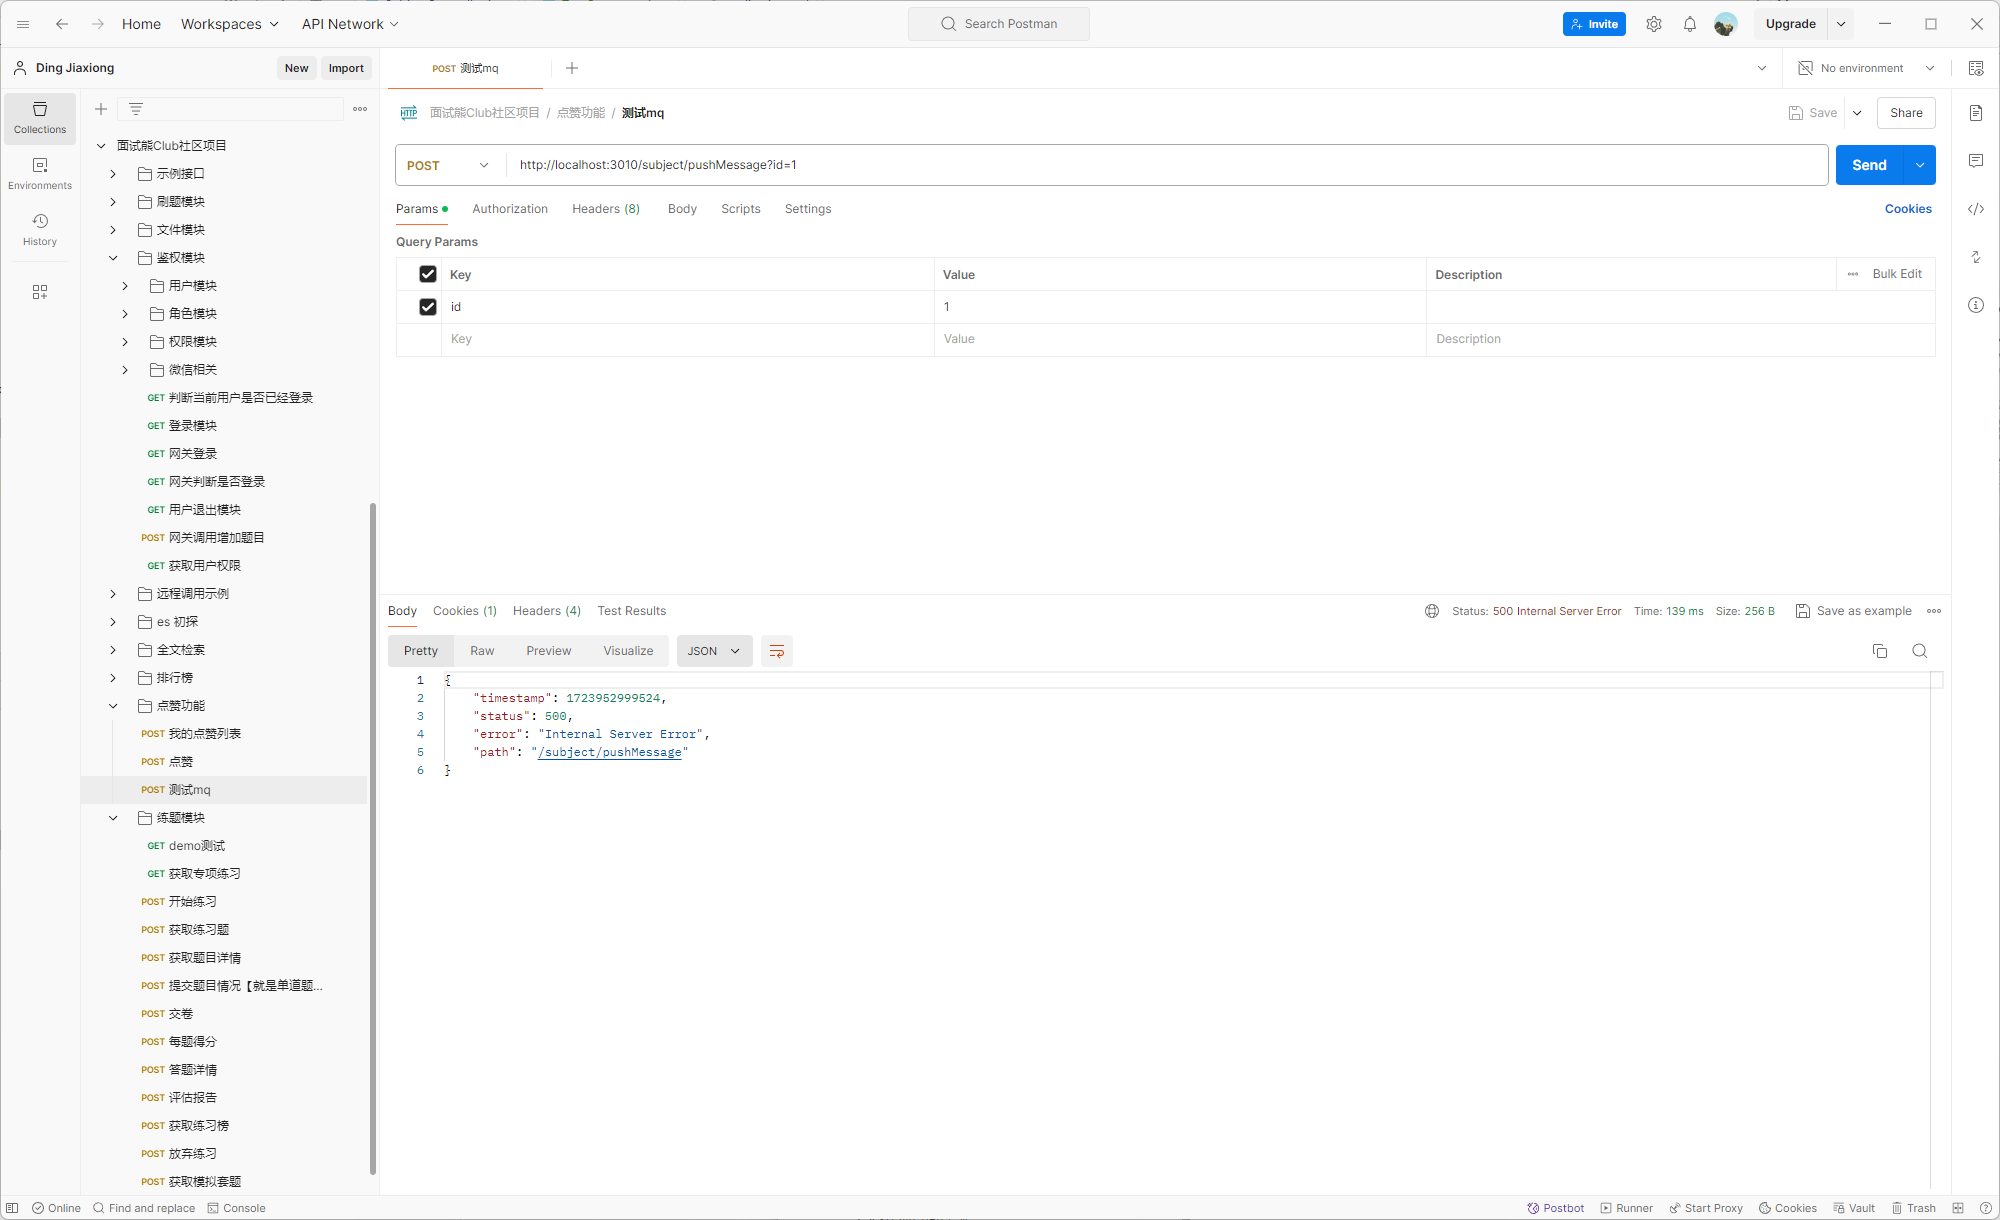 Home Workspaces API Network Search Postman Invite Upgrade
Ding Jiaxiong New Import POST 测试mq No environment
Collections
Environments
History
面试熊Club社区项目
示例接口
刷题模块
文件模块
鉴权模块
用户模块
角色模块
权限模块
微信相关
GET 判断当前用户是否已经登录
GET 登录模块
GET 网关登录
GET 网关判断是否登录
GET 用户退出模块
POST 网关调用增加题目
GET 获取用户权限
远程调用示例
es 初探
全文检索
排行榜
点赞功能
POST 我的点赞列表
POST 点赞
POST 测试mq
练题模块
GET demo测试
GET 获取专项练习
POST 开始练习
POST 获取练习题
POST 获取题目详情
POST 提交题目情况【就是单道题...
POST 交卷
POST 每题得分
POST 答题详情
POST 评估报告
POST 获取练习榜
POST 放弃练习
POST 获取模拟套题
HTTP 面试熊Club社区项目 / 点赞功能 / 测试mq Save Share
POST http://localhost:3010/subject/pushMessage?id=1 Send
Params Authorization Headers (8) Body Scripts Settings Cookies
Query Params
Key Value Description Bulk Edit
id 1
Key Value Description
Body Cookies (1) Headers (4) Test Results Status: 500 Internal Server Error Time: 139 ms Size: 256 B Save as example
Pretty Raw Preview Visualize JSON
1 {
2 "timestamp": 1723952999524,
3 "status": 500,
4 "error": "Internal Server Error",
5 "path": "/subject/pushMessage"
6 }
Online Find and replace Console Postbot Runner Start Proxy Cookies Vault Trash